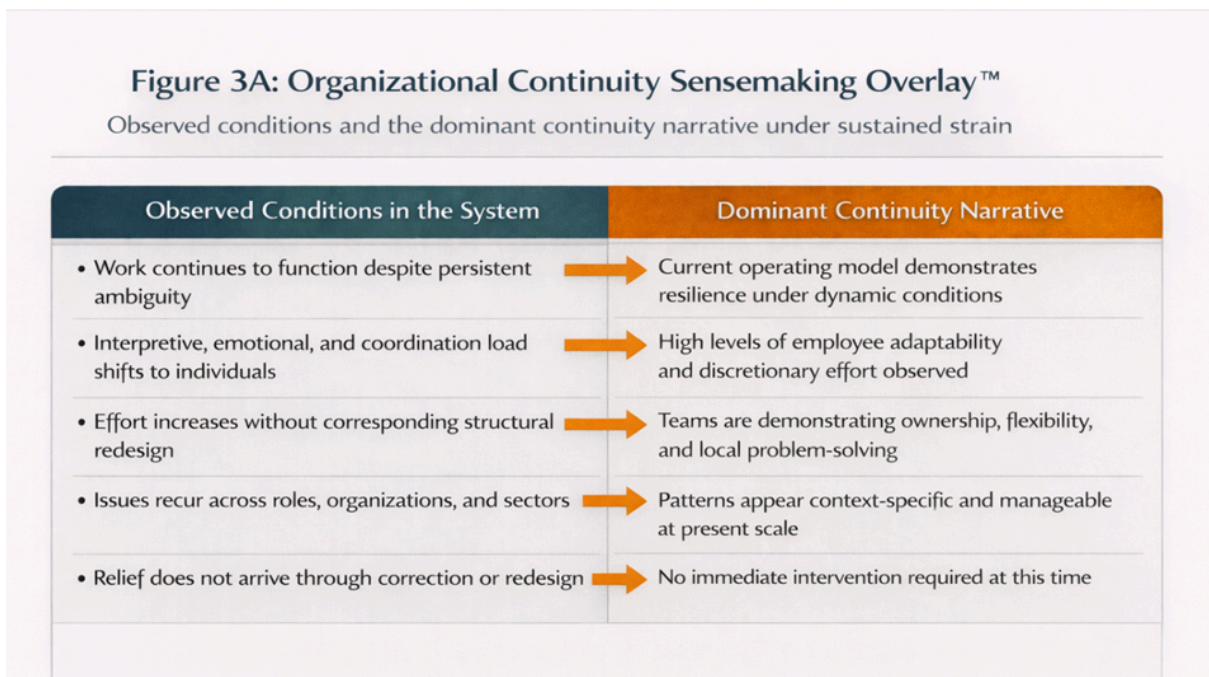 Figure 3A: Organizational Continuity Sensemaking Overlay™
Observed conditions and the dominant continuity narrative under sustained strain
Observed Conditions in the System
Dominant Continuity Narrative
• Work continues to function despite persistent
ambiguity
Current operating model demonstrates
resilience under dynamic conditions
• Interpretive, emotional, and coordination load
shifts to individuals
High levels of employee adaptability
and discretionary effort observed
• Effort increases without corresponding structural
redesign
Teams are demonstrating ownership, flexibility,
and local problem-solving
• Issues recur across roles, organizations, and sectors
Patterns appear context-specific and manageable
at present scale
• Relief does not arrive through correction or redesign
No immediate intervention required at this time